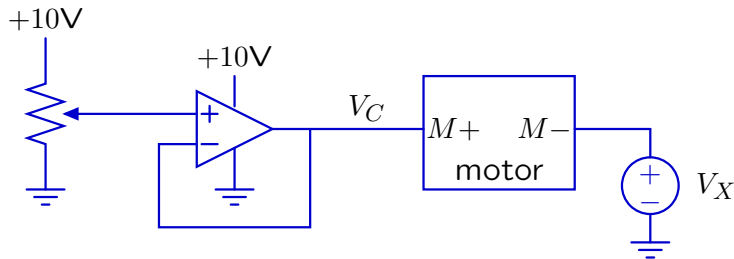 +10V
+10V
+
−
V_C
M+ M−
motor
+
−
V_X